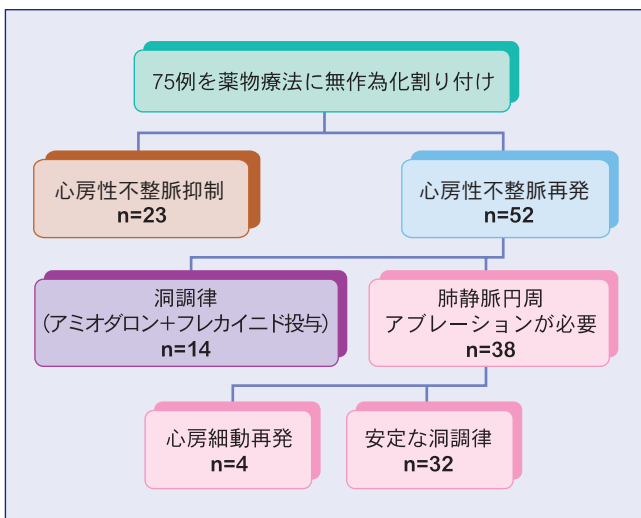 75例を薬物療法に無作為化割り付け
心房性不整脈抑制
n=23
心房性不整脈再発
n=52
洞調律
(アミオダロン+フレカイニド投与)
n=14
肺静脈円周
アブレーションが必要
n=38
心房細動再発
n=4
安定な洞調律
n=32